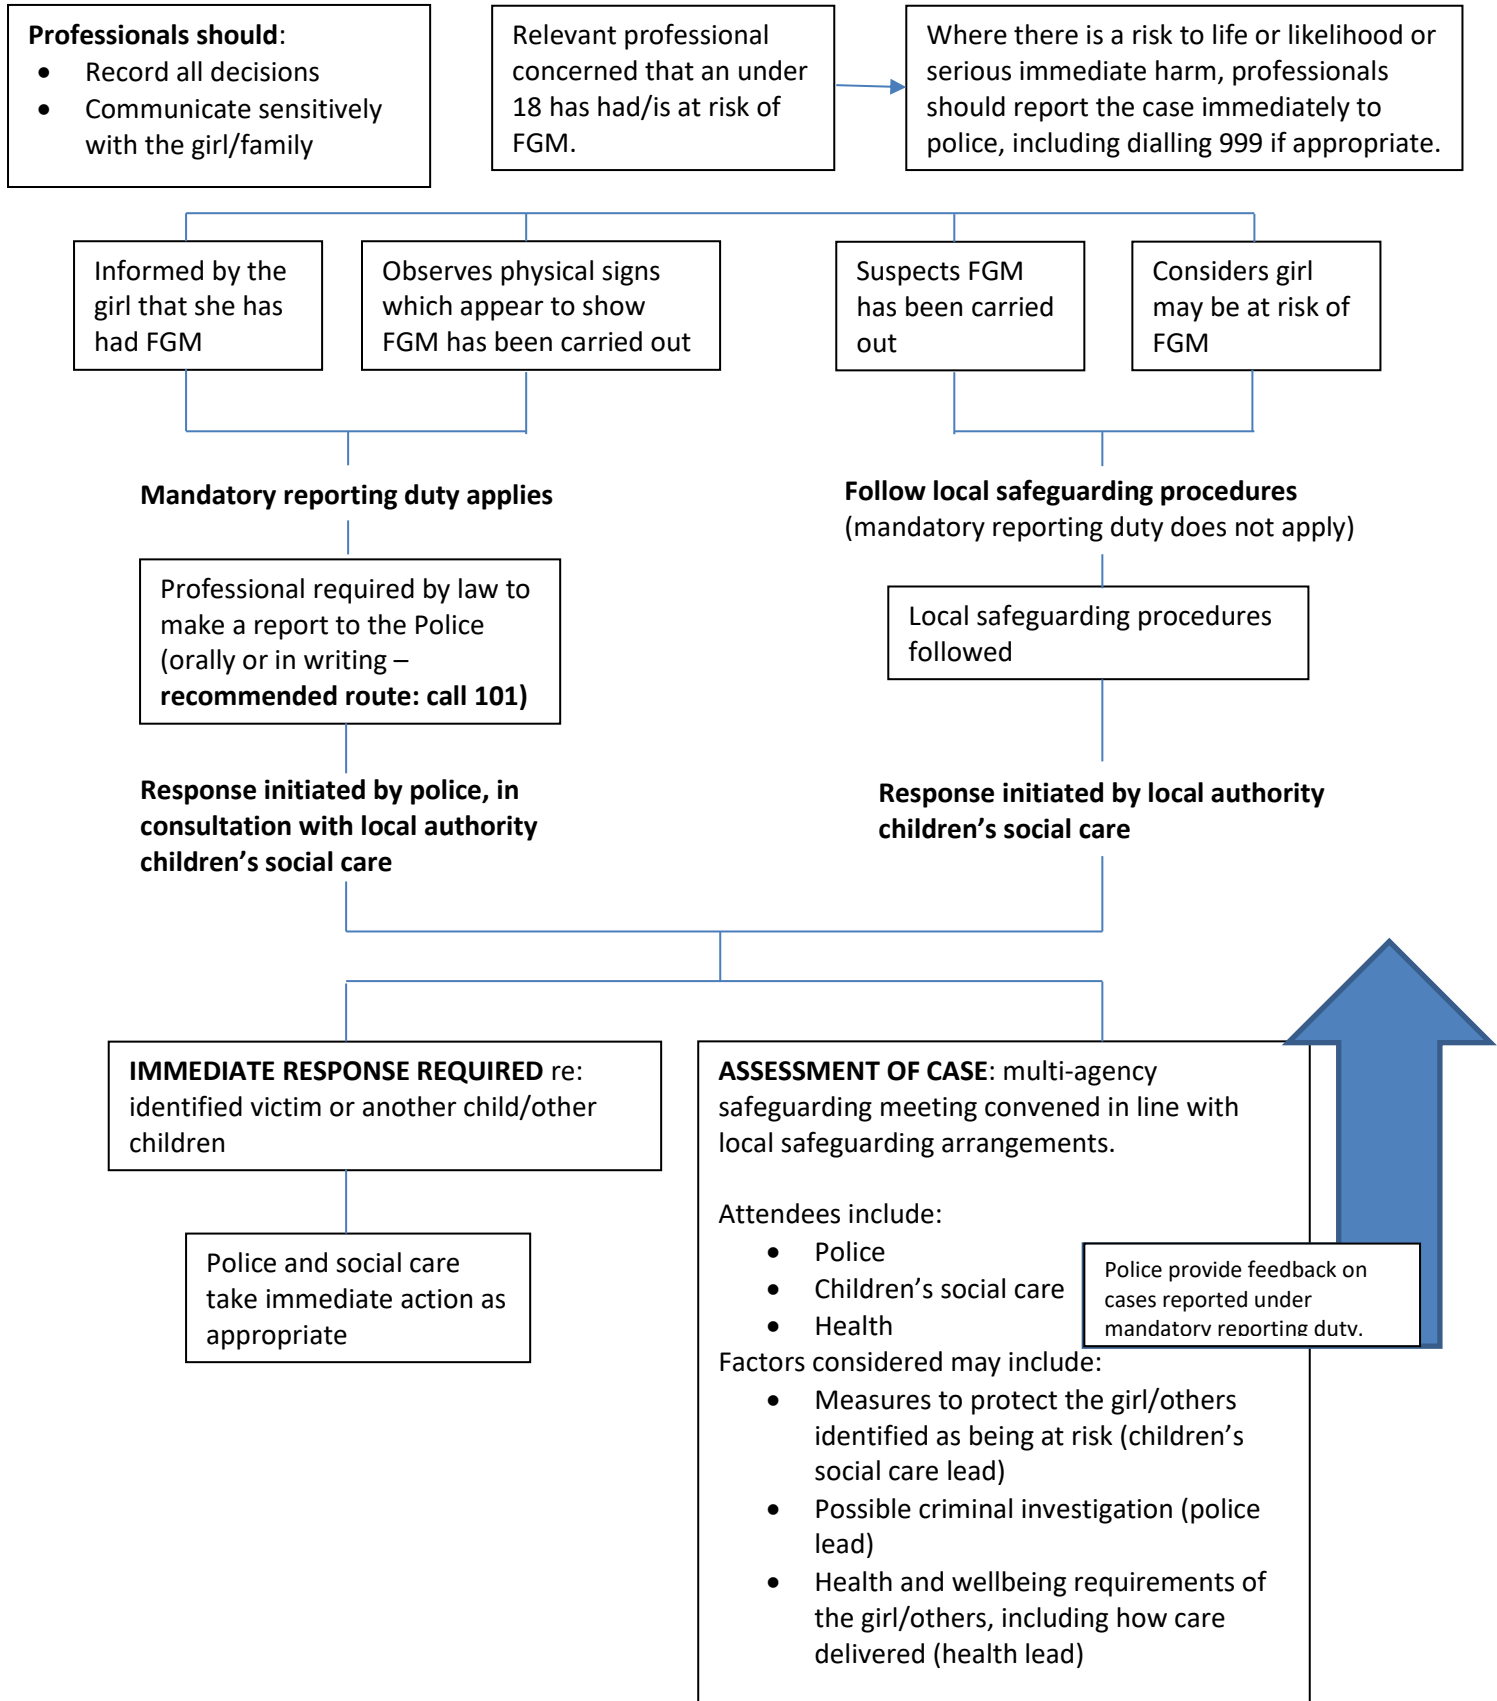 Professionals should:
• Record all decisions
• Communicate sensitively
with the girl/family
Relevant professional
concerned that an under
18 has had/is at risk of
FGM.
Where there is a risk to life or likelihood or
serious immediate harm, professionals
should report the case immediately to
police, including dialling 999 if appropriate.
Informed by the
girl that she has
had FGM
Observes physical signs
which appear to show
FGM has been carried out
Suspects FGM
has been carried
out
Considers girl
may be at risk of
FGM
Mandatory reporting duty applies
Follow local safeguarding procedures
(mandatory reporting duty does not apply)
Professional required by law to
make a report to the Police
(orally or in writing –
recommended route: call 101)
Local safeguarding procedures
followed
Response initiated by police, in
consultation with local authority
children’s social care
Response initiated by local authority
children’s social care
IMMEDIATE RESPONSE REQUIRED re:
identified victim or another child/other
children
Police and social care
take immediate action as
appropriate
ASSESSMENT OF CASE: multi-agency
safeguarding meeting convened in line with
local safeguarding arrangements.
Attendees include:
• Police
• Children’s social care
• Health
Police provide feedback on
cases reported under
mandatory reporting duty.
Factors considered may include:
• Measures to protect the girl/others
identified as being at risk (children’s
social care lead)
• Possible criminal investigation (police
lead)
• Health and wellbeing requirements of
the girl/others, including how care
delivered (health lead)